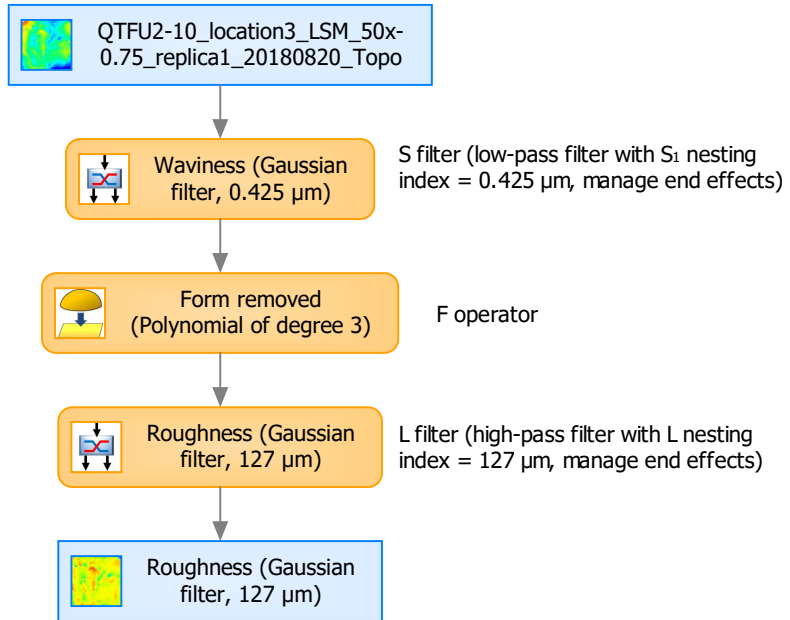 QTFU2-10_location3_LSM_50x-
0.75_replica1_20180820_Topo
Waviness (Gaussian
filter, 0.425 µm)
S filter (low-pass filter with S₁ nesting
index = 0.425 µm, manage end effects)
Form removed
(Polynomial of degree 3)
F operator
Roughness (Gaussian
filter, 127 µm)
L filter (high-pass filter with L nesting
index = 127 µm, manage end effects)
Roughness (Gaussian
filter, 127 µm)